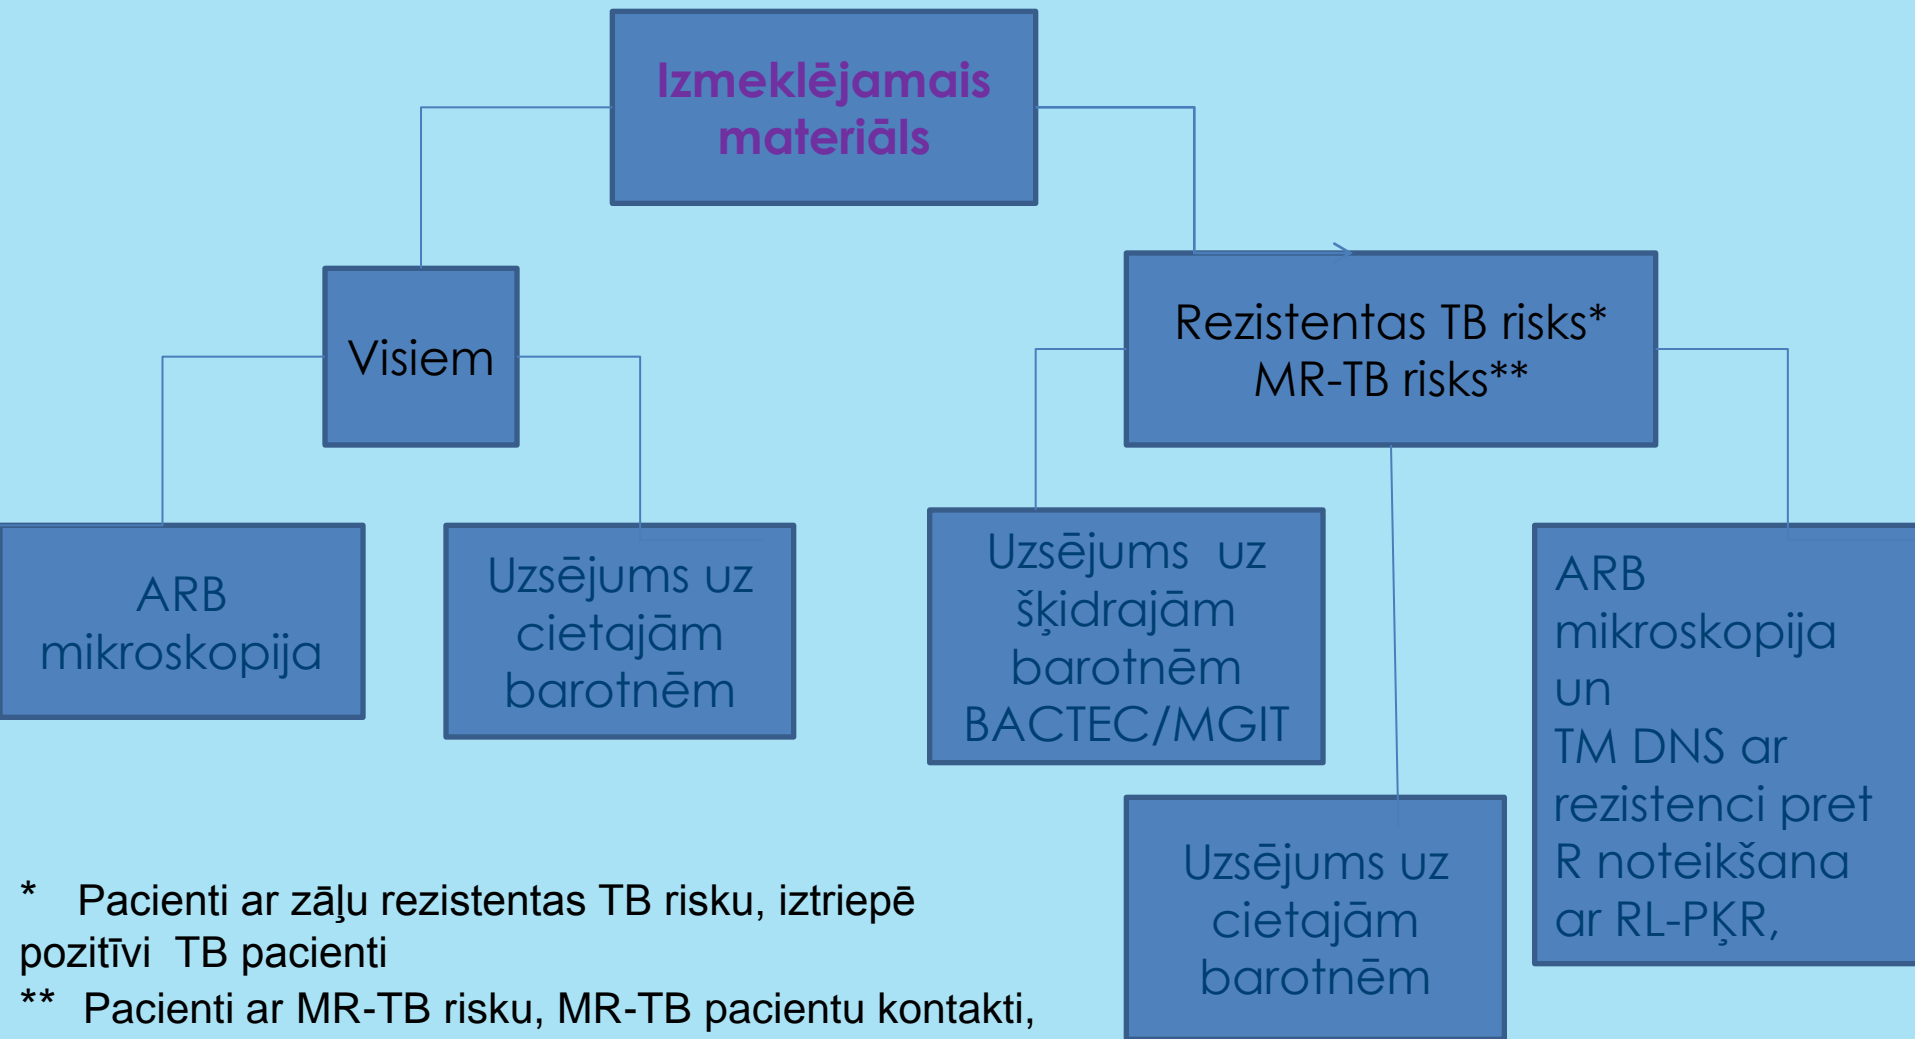 Izmeklējamais
materiāls
Visiem
Rezistentas TB risks*
MR-TB risks**
ARB
mikroskopija
Uzsējums uz
cietajām
barotnēm
Uzsējums uz
šķidrajām
barotnēm
BACTEC/MGIT
Uzsējums uz
cietajām
barotnēm
ARB
mikroskopija
un
TM DNS ar
rezistenci pret
R noteikšana
ar RL-PĶR,
* Pacienti ar zāļu rezistentas TB risku, iztriepē
pozitīvi TB pacienti
** Pacienti ar MR-TB risku, MR-TB pacientu kontakti,